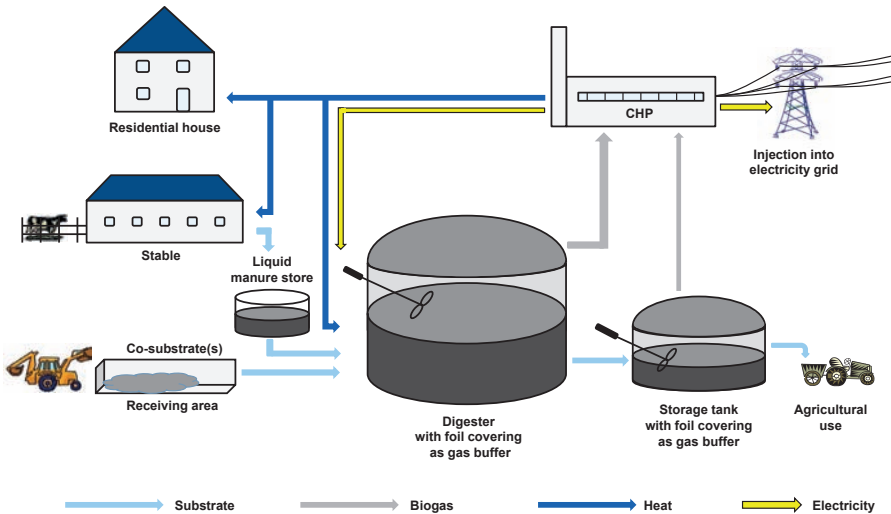 Residential house
CHP
Injection into
electricity grid
Stable
Liquid
manure store
Co-substrate(s)
Receiving area
Digester
with foil covering
as gas buffer
Storage tank
with foil covering
as gas buffer
Agricultural
use
Substrate
Biogas
Heat
Electricity